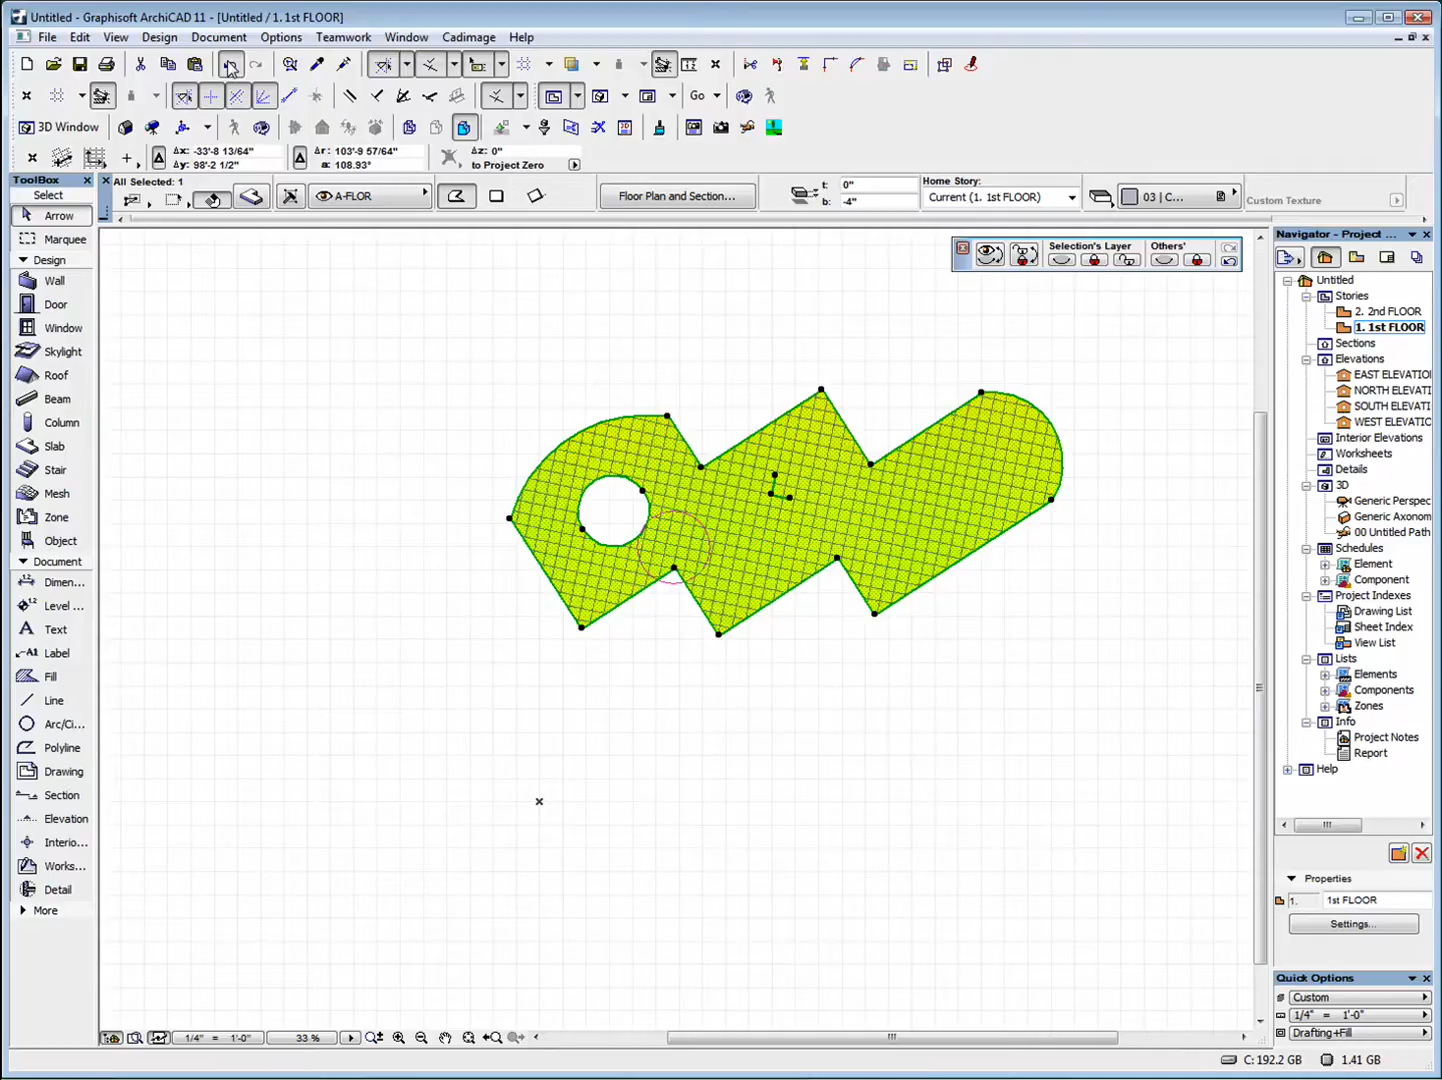 Untitled - Graphisoft ArchiCAD 11 - [Untitled / 1. 1st FLOOR]
File Edit View Design Document Options Teamwork Window Cadimage Help
Go
3D Window
Δx: -33'-8 13/64"
Δy: 98'-2 1/2"
Δr: 103'-9 57/64"
a: 108.93°
Δz: 0"
to Project Zero
ToolBox
Select
Arrow
Marquee
Design
Wall
Door
Window
Skylight
Roof
Beam
Column
Slab
Stair
Mesh
Zone
Object
Document
Dimen...
Level ...
Text
Label
Fill
Line
Arc/Ci...
Polyline
Drawing
Section
Elevation
Interio...
Works...
Detail
More
All Selected: 1
A-FLOR
Floor Plan and Section...
t: 0"
b: -4"
Home Story:
Current (1. 1st FLOOR)
03 | C...
Custom Texture
Selection's Layer
Others'
Navigator - Project ...
Untitled
Stories
2. 2nd FLOOR
1. 1st FLOOR
Sections
Elevations
EAST ELEVATIO
NORTH ELEVATI
SOUTH ELEVATI
WEST ELEVATIO
Interior Elevations
Worksheets
Details
3D
Generic Perspec
Generic Axonom
00 Untitled Path
Schedules
Element
Component
Project Indexes
Drawing List
Sheet Index
View List
Lists
Elements
Components
Zones
Info
Project Notes
Report
Help
Properties
1. 1st FLOOR
Settings...
Quick Options
Custom
1/4" = 1'-0"
Drafting+Fill
1/4" = 1'-0"
33 %
C: 192.2 GB
1.41 GB